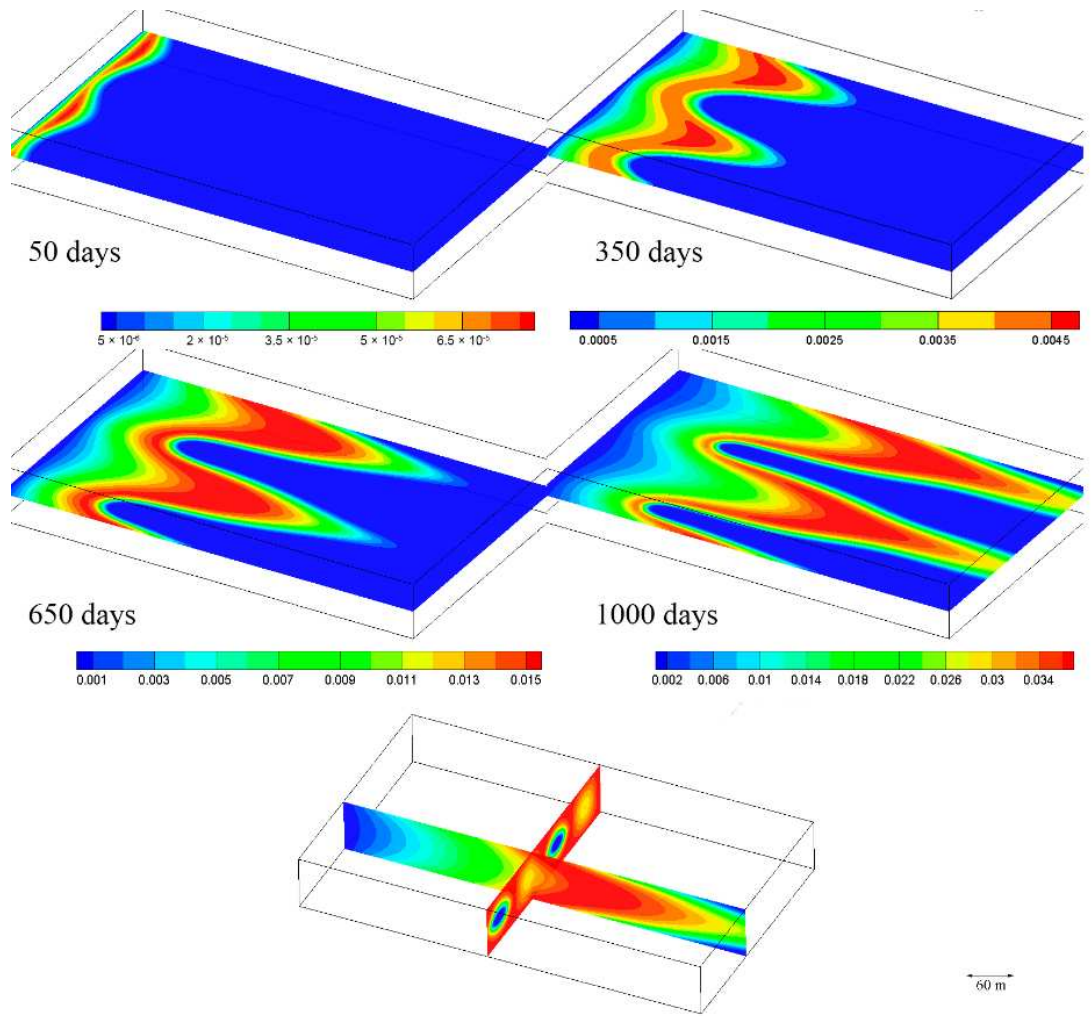 50 days
350 days
5 × 10⁻⁶ 2 × 10⁻⁵ 3.5 × 10⁻⁵ 5 × 10⁻⁵ 6.5 × 10⁻⁵
0.0005 0.0015 0.0025 0.0035 0.0045
650 days
1000 days
0.001 0.003 0.005 0.007 0.009 0.011 0.013 0.015
0.002 0.006 0.01 0.014 0.018 0.022 0.026 0.03 0.034
60 m